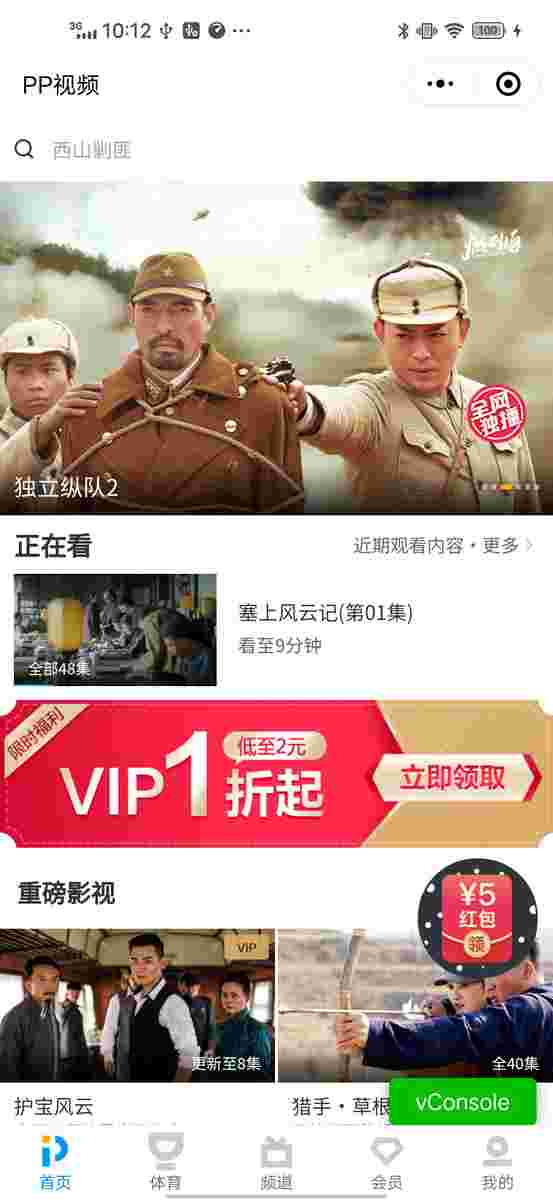 3G 10:12
100
PP视频
西山剿匪
全网
独播
独立纵队2
正在看
近期观看内容·更多
塞上风云记(第01集)
看至9分钟
全部48集
限时福利
VIP1折起
低至2元
立即领取
重磅影视
¥5
红包
领
VIP
更新至8集
全40集
护宝风云
猎手·草根
vConsole
首页
体育
频道
会员
我的